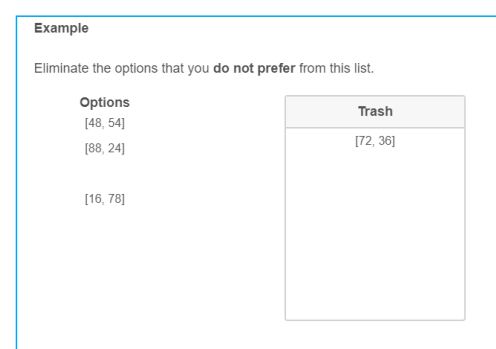 Example
Eliminate the options that you do not prefer from this list.
Options
[48, 54]
[88, 24]
[16, 78]
Trash
[72, 36]